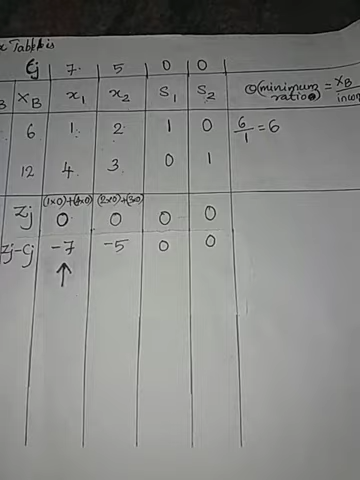 Table is
Cj 7 5 0 0
B XB x1 x2 S1 S2 θ(minimum ratio) = XB
6 1 2 1 0 6/1 = 6
12 4 3 0 1
Zj (1×0)+(4×0) 0 (2×0)+(3×0) 0 0 0
Zj-Cj -7 -5 0 0
↑